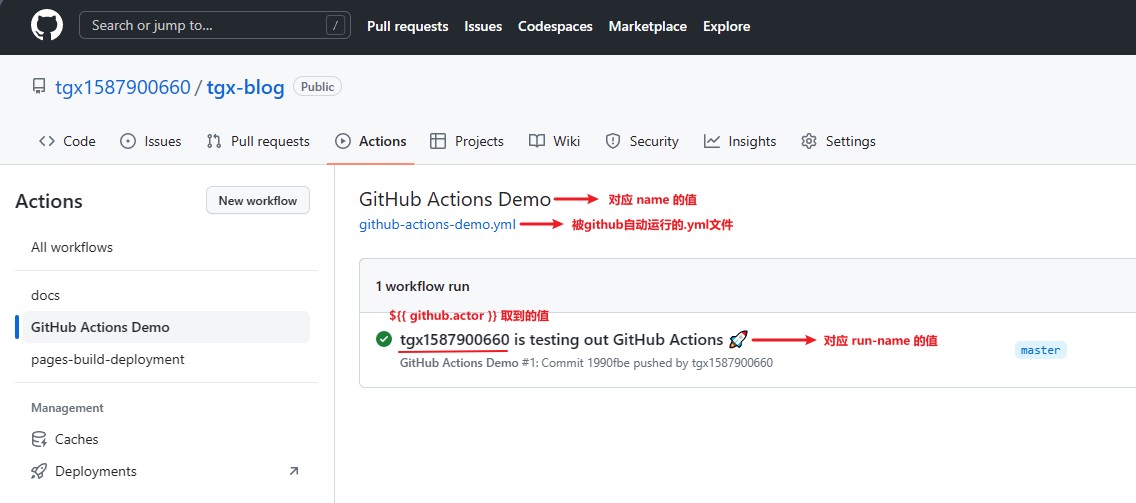 Search or jump to... /
Pull requests Issues Codespaces Marketplace Explore
tgx1587900660 / tgx-blog Public
Code Issues Pull requests Actions Projects Wiki Security Insights Settings
Actions
New workflow
All workflows
docs
GitHub Actions Demo
pages-build-deployment
Management
Caches
Deployments
GitHub Actions Demo 对应 name 的值
github-actions-demo.yml 被github自动运行的.yml文件
1 workflow run
${{ github.actor }} 取到的值
tgx1587900660 is testing out GitHub Actions 🚀 对应 run-name 的值
master
GitHub Actions Demo #1: Commit 1990fbe pushed by tgx1587900660